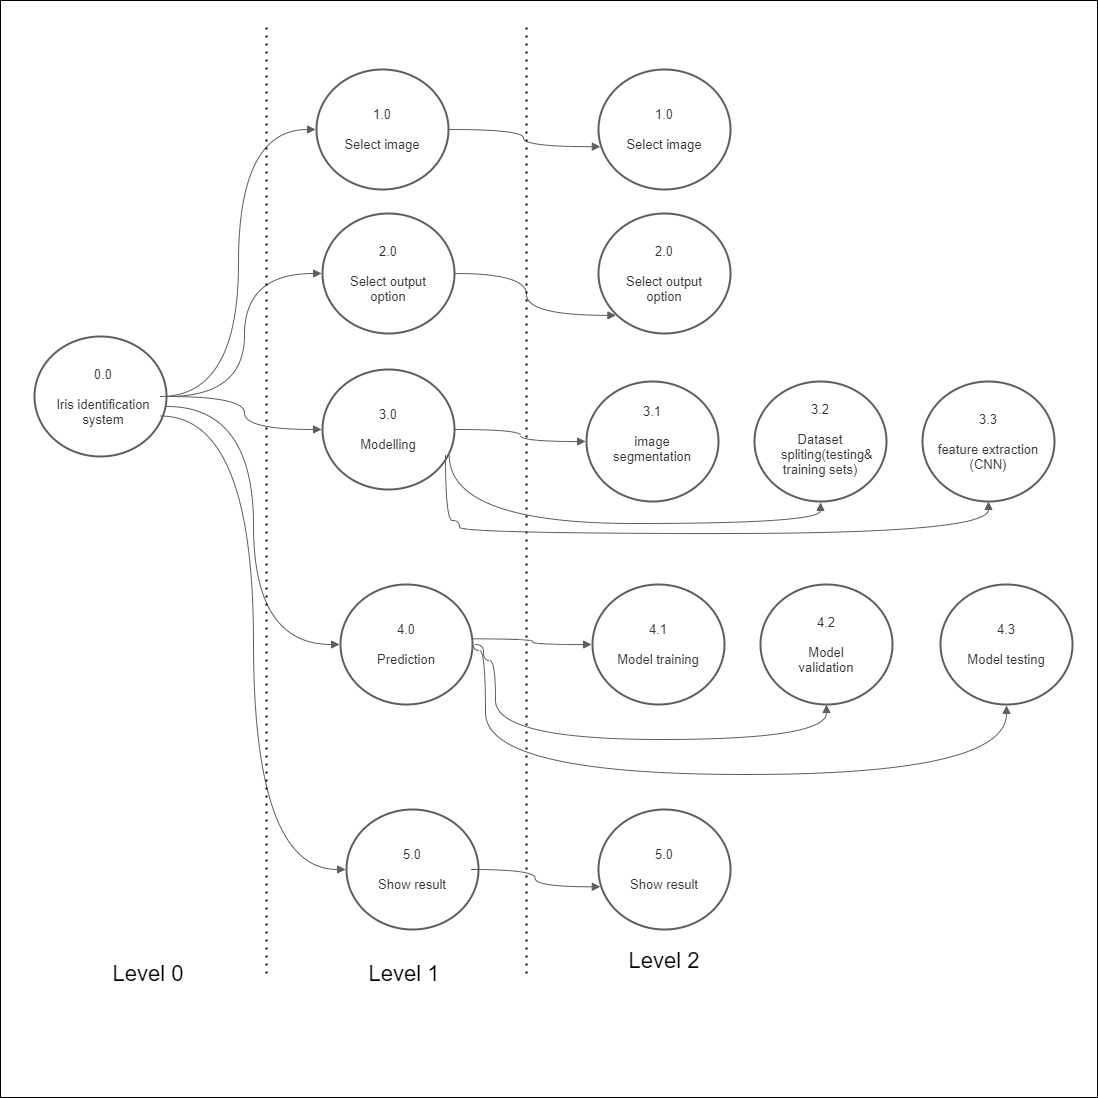 1.0
Select image
1.0
Select image
2.0
Select output
option
2.0
Select output
option
0.0
Iris identification
system
3.0
Modelling
3.1
image
segmentation
3.2
Dataset
spliting(testing&
training sets)
3.3
feature extraction
(CNN)
4.0
Prediction
4.1
Model training
4.2
Model
validation
4.3
Model testing
5.0
Show result
5.0
Show result
Level 0
Level 1
Level 2